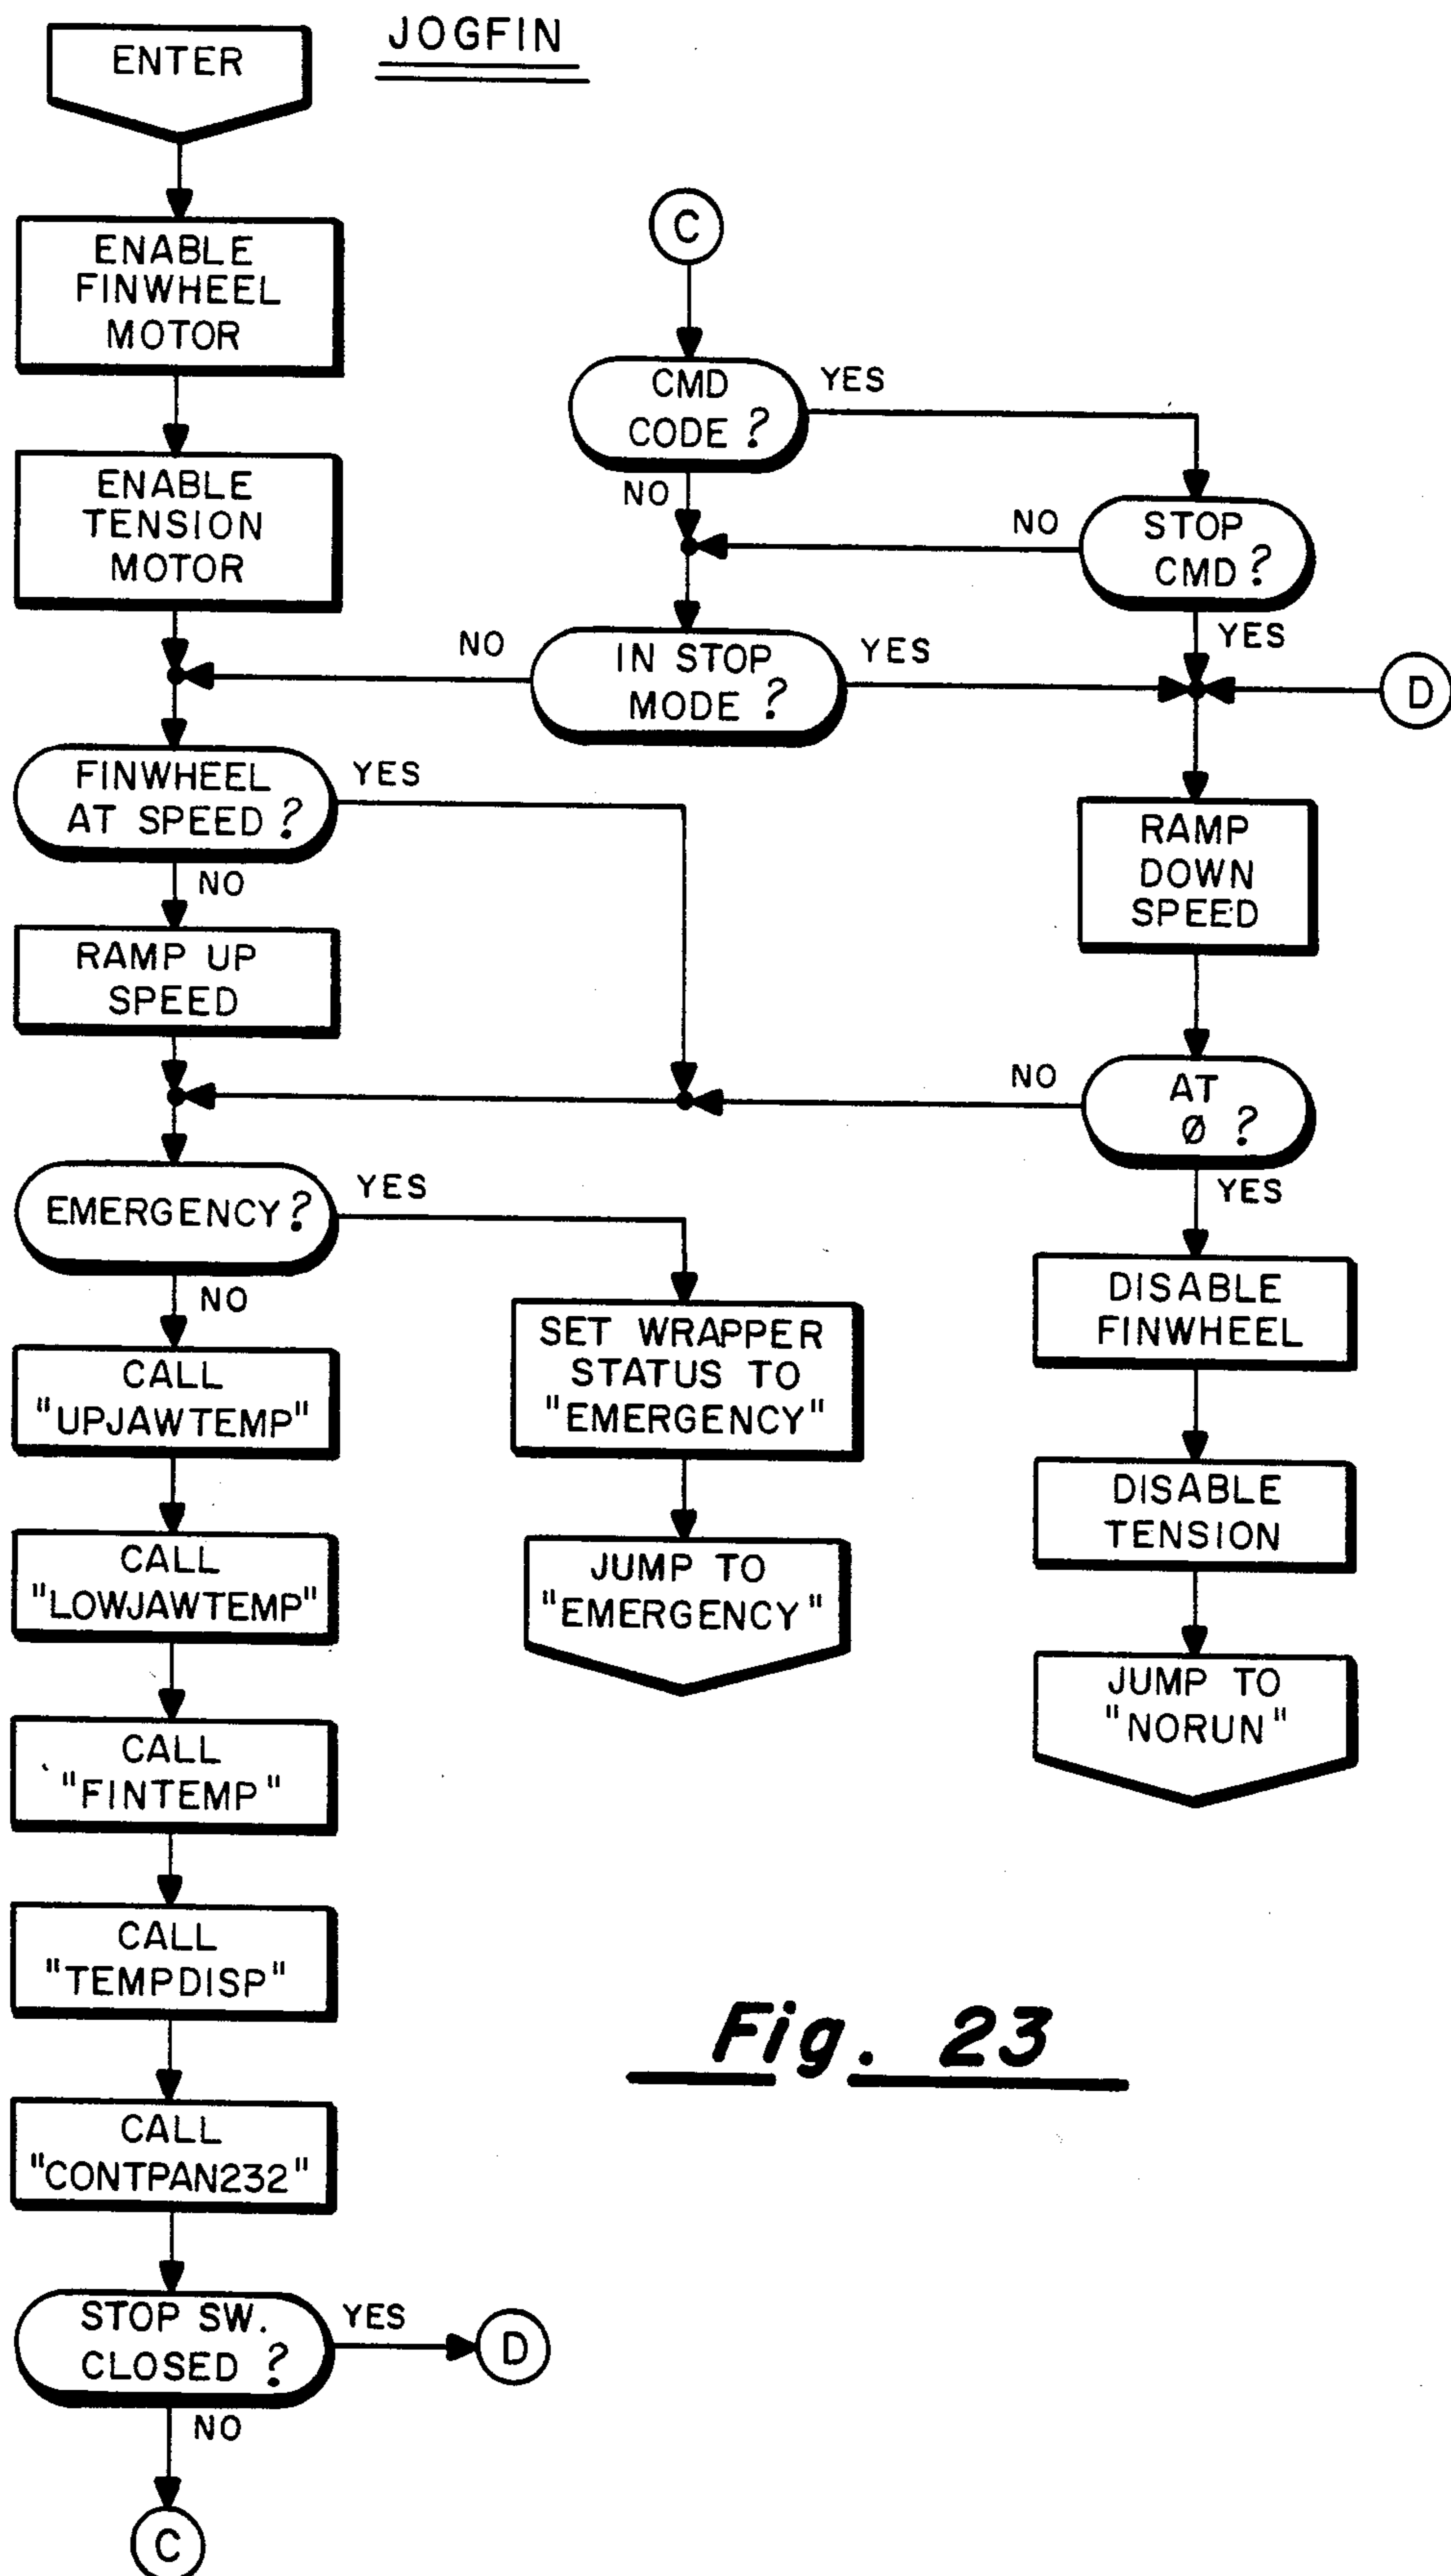 JOGFIN
ENTER
ENABLE
FINWHEEL
MOTOR
ENABLE
TENSION
MOTOR
FINWHEEL
AT SPEED ?
YES
NO
RAMP UP
SPEED
EMERGENCY?
YES
NO
CALL
"UPJAWTEMP"
CALL
"LOWJAWTEMP"
CALL
"FINTEMP"
CALL
"TEMPDISP"
CALL
"CONTPAN232"
STOP SW.
CLOSED ?
YES
D
NO
C
C
CMD
CODE ?
YES
NO
STOP
CMD ?
NO
YES
IN STOP
MODE ?
NO
YES
D
RAMP
DOWN
SPEED
AT
Ø ?
NO
YES
SET WRAPPER
STATUS TO
"EMERGENCY"
JUMP TO
"EMERGENCY"
DISABLE
FINWHEEL
DISABLE
TENSION
JUMP TO
"NORUN"
Fig. 23